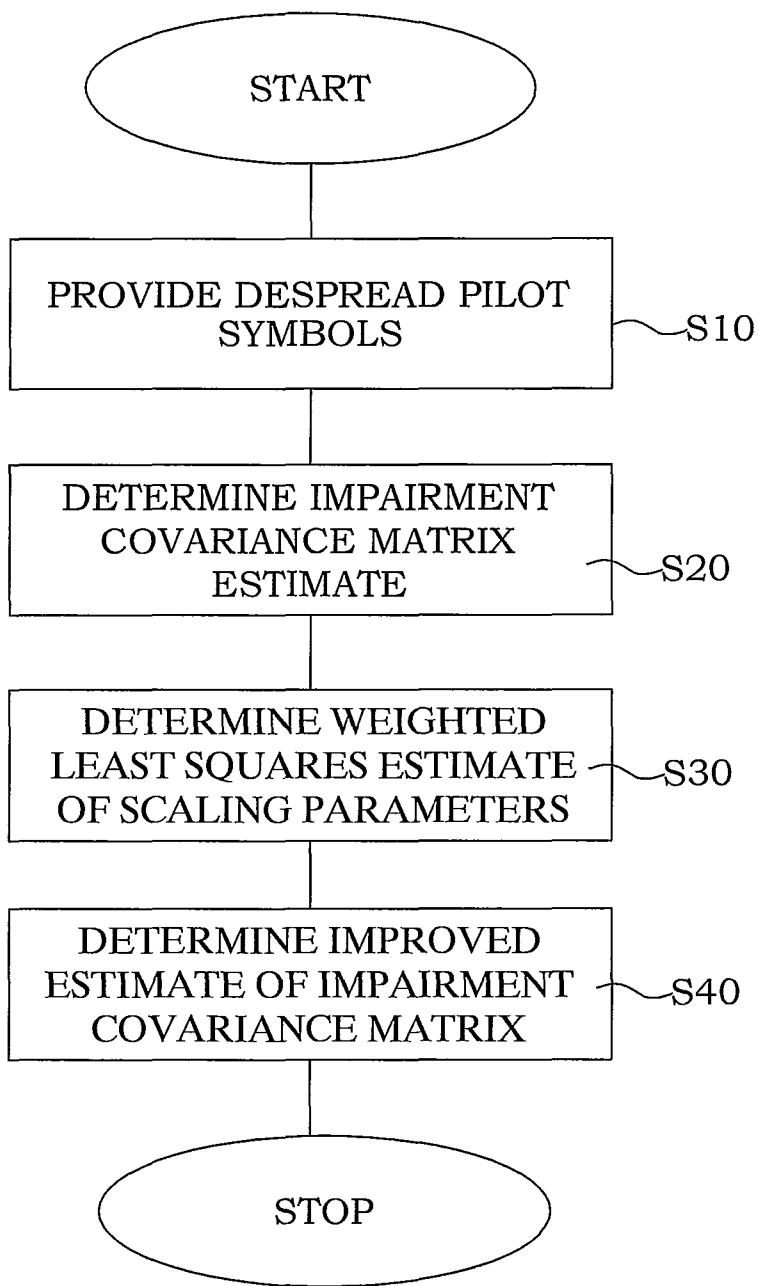 START
PROVIDE DESPREAD PILOT
SYMBOLS
S10
DETERMINE IMPAIRMENT
COVARIANCE MATRIX
ESTIMATE
S20
DETERMINE WEIGHTED
LEAST SQUARES ESTIMATE
OF SCALING PARAMETERS
S30
DETERMINE IMPROVED
ESTIMATE OF IMPAIRMENT
COVARIANCE MATRIX
S40
STOP